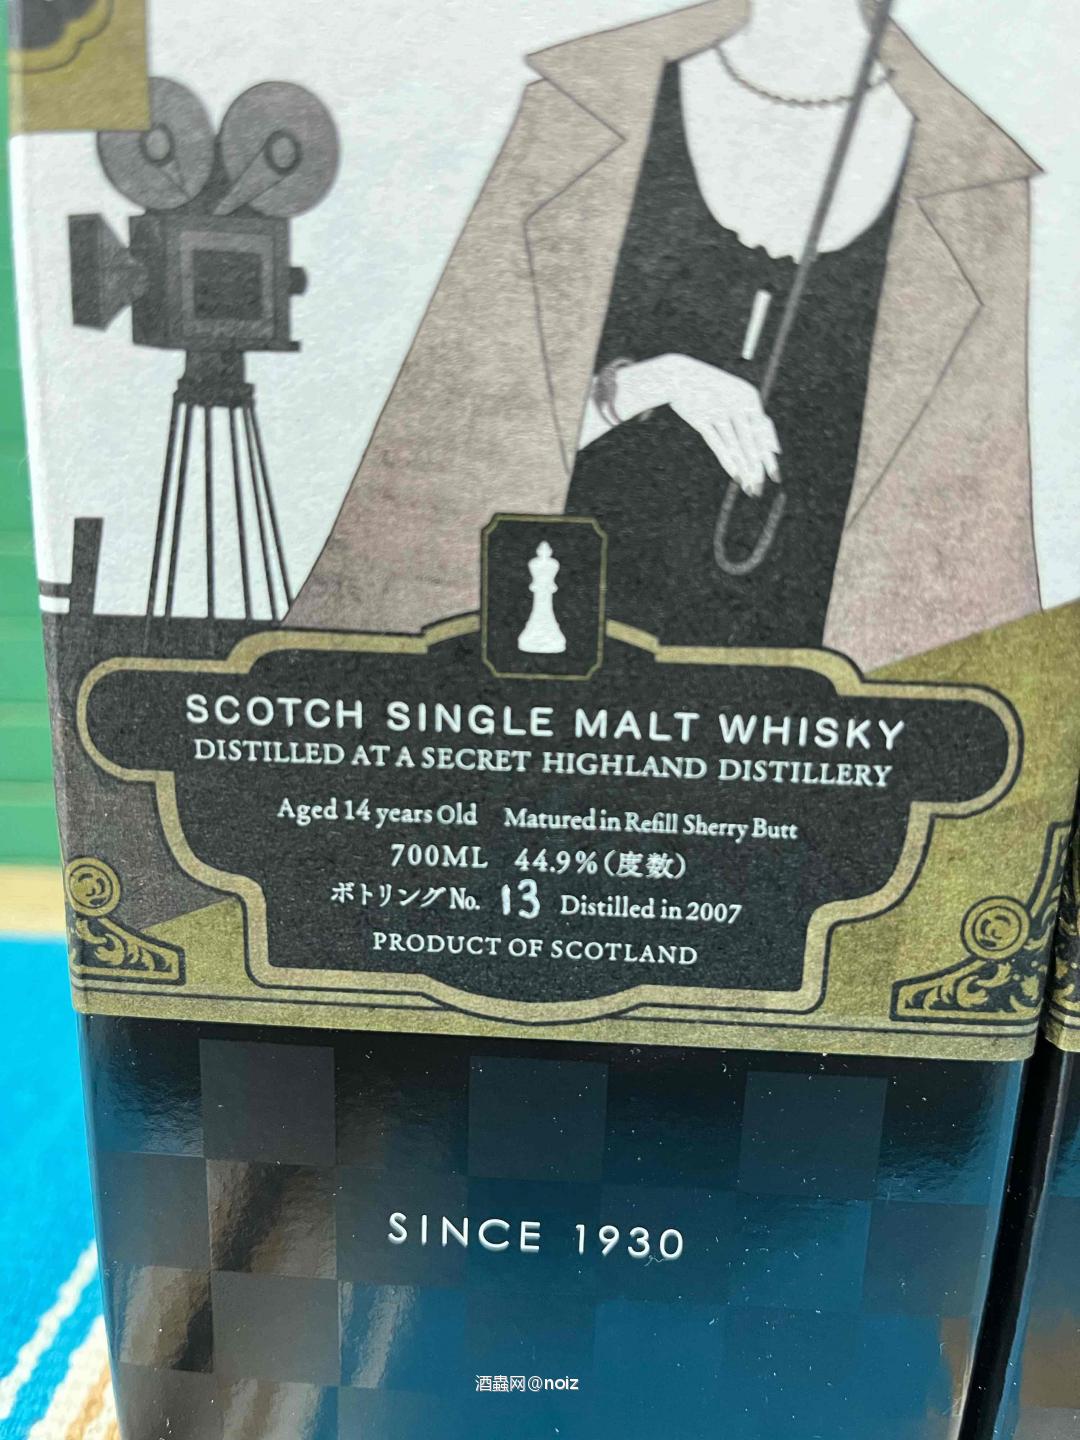 SCOTCH SINGLE MALT WHISKY
DISTILLED AT A SECRET HIGHLAND DISTILLERY
Aged 14 years Old Matured in Refill Sherry Butt
700ML 44.9%(度数)
ボトリングNo. 13 Distilled in 2007
PRODUCT OF SCOTLAND
SINCE 1930
酒蟲网@noiz